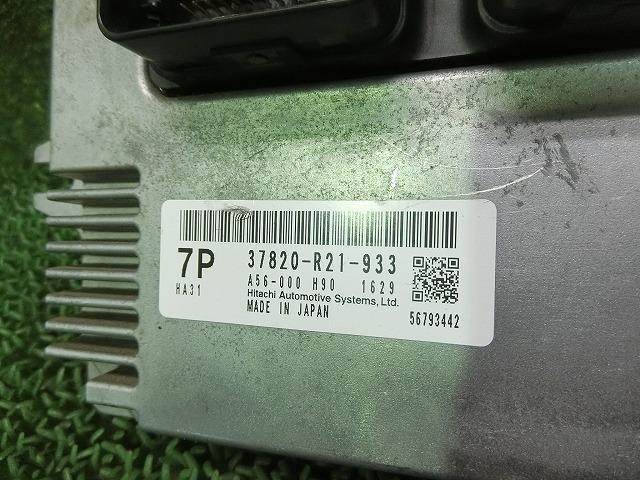 7P 37820-R21-933
HA31 A56-000 H90 1629
Hitachi Automotive Systems, Ltd.
MADE IN JAPAN
56793442